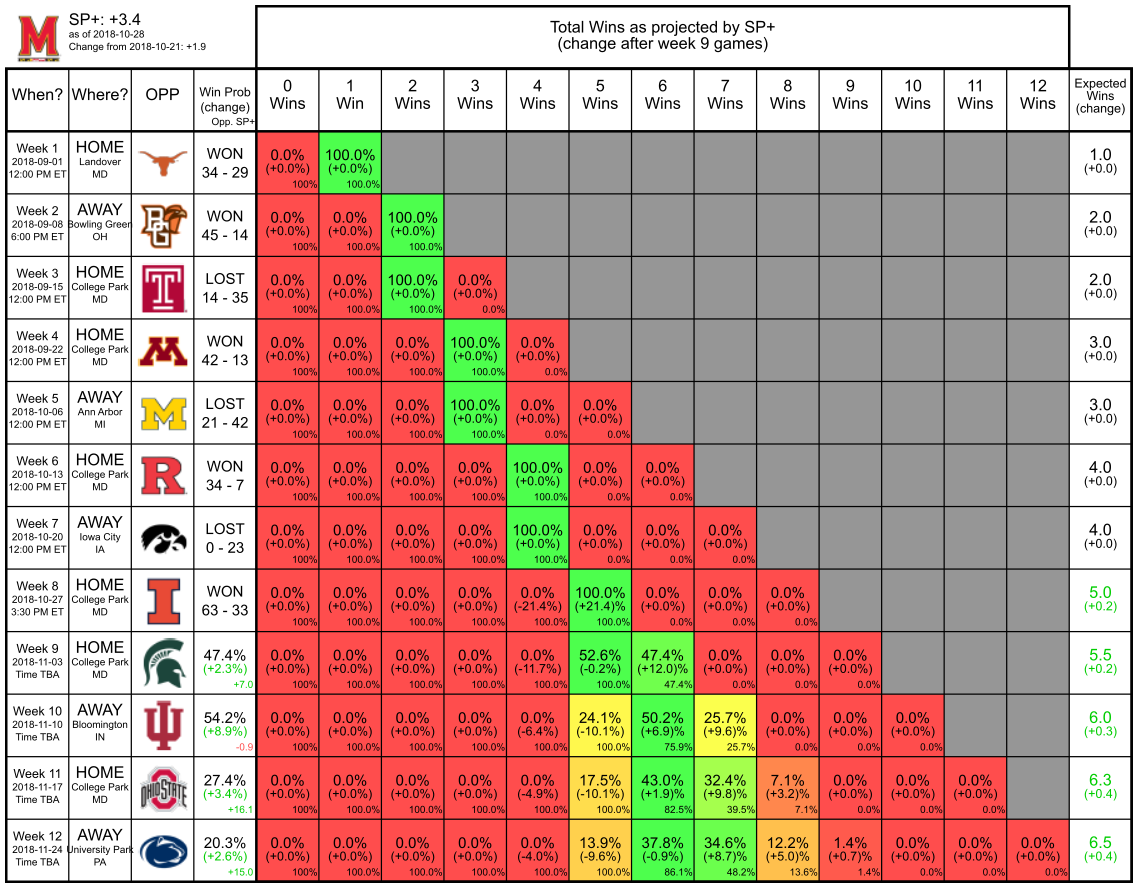 SP+: +3.4
as of 2018-10-28
Change from 2018-10-21: +1.9
Total Wins as projected by SP+
(change after week 9 games)
When? Where? OPP Win Prob (change) Opp. SP+ 0 Wins 1 Win 2 Wins 3 Wins 4 Wins 5 Wins 6 Wins 7 Wins 8 Wins 9 Wins 10 Wins 11 Wins 12 Wins Expected Wins (change)
Week 1 HOME WON 0.0% 100.0% 1.0
2018-09-01 Landover 34 - 29 (+0.0%) (+0.0%) (+0.0)
12:00 PM ET MD 100% 100.0%
Week 2 AWAY WON 0.0% 0.0% 100.0% 2.0
2018-09-08 Bowling Green 45 - 14 (+0.0%) (+0.0%) (+0.0%) (+0.0)
6:00 PM ET OH 100% 100.0% 100.0%
Week 3 HOME LOST 0.0% 0.0% 100.0% 0.0% 2.0
2018-09-15 College Park 14 - 35 (+0.0%) (+0.0%) (+0.0%) (+0.0%) (+0.0)
12:00 PM ET MD 100% 100.0% 100.0% 0.0%
Week 4 HOME WON 0.0% 0.0% 0.0% 100.0% 0.0% 3.0
2018-09-22 College Park 42 - 13 (+0.0%) (+0.0%) (+0.0%) (+0.0%) (+0.0%) (+0.0)
12:00 PM ET MD 100% 100.0% 100.0% 100.0% 0.0%
Week 5 AWAY LOST 0.0% 0.0% 0.0% 100.0% 0.0% 0.0% 3.0
2018-10-06 Ann Arbor 21 - 42 (+0.0%) (+0.0%) (+0.0%) (+0.0%) (+0.0%) (+0.0%) (+0.0)
12:00 PM ET MI 100% 100.0% 100.0% 100.0% 0.0% 0.0%
Week 6 HOME WON 0.0% 0.0% 0.0% 0.0% 100.0% 0.0% 0.0% 4.0
2018-10-13 College Park 34 - 7 (+0.0%) (+0.0%) (+0.0%) (+0.0%) (+0.0%) (+0.0%) (+0.0%) (+0.0)
12:00 PM ET MD 100% 100.0% 100.0% 100.0% 100.0% 0.0% 0.0%
Week 7 AWAY LOST 0.0% 0.0% 0.0% 0.0% 100.0% 0.0% 0.0% 0.0% 4.0
2018-10-20 Iowa City 0 - 23 (+0.0%) (+0.0%) (+0.0%) (+0.0%) (+0.0%) (+0.0%) (+0.0%) (+0.0%) (+0.0)
12:00 PM ET IA 100% 100.0% 100.0% 100.0% 100.0% 0.0% 0.0% 0.0%
Week 8 HOME WON 0.0% 0.0% 0.0% 0.0% 0.0% 100.0% 0.0% 0.0% 0.0% 5.0
2018-10-27 College Park 63 - 33 (+0.0%) (+0.0%) (+0.0%) (+0.0%) (-21.4%) (+21.4)% (+0.0%) (+0.0%) (+0.0%) (+0.2)
3:30 PM ET MD 100% 100.0% 100.0% 100.0% 100.0% 100.0% 0.0% 0.0% 0.0%
Week 9 HOME 47.4% 0.0% 0.0% 0.0% 0.0% 0.0% 52.6% 47.4% 0.0% 0.0% 0.0% 5.5
2018-11-03 College Park (+2.3%) (+0.0%) (+0.0%) (+0.0%) (+0.0%) (-11.7%) (-0.2%) (+12.0)% (+0.0%) (+0.0%) (+0.0%) (+0.2)
Time TBA MD +7.0 100% 100.0% 100.0% 100.0% 100.0% 100.0% 47.4% 0.0% 0.0% 0.0%
Week 10 AWAY 54.2% 0.0% 0.0% 0.0% 0.0% 0.0% 24.1% 50.2% 25.7% 0.0% 0.0% 0.0% 6.0
2018-11-10 Bloomington (+8.9%) (+0.0%) (+0.0%) (+0.0%) (+0.0%) (-6.4%) (-10.1%) (+6.9)% (+9.6)% (+0.0%) (+0.0%) (+0.0%) (+0.3)
Time TBA IN -0.9 100% 100.0% 100.0% 100.0% 100.0% 100.0% 75.9% 25.7% 0.0% 0.0% 0.0%
Week 11 HOME OHIO STATE 27.4% 0.0% 0.0% 0.0% 0.0% 0.0% 17.5% 43.0% 32.4% 7.1% 0.0% 0.0% 0.0% 6.3
2018-11-17 College Park (+3.4%) (+0.0%) (+0.0%) (+0.0%) (+0.0%) (-4.9%) (-10.1%) (+1.9)% (+9.8)% (+3.2)% (+0.0%) (+0.0%) (+0.0%) (+0.4)
Time TBA MD +16.1 100% 100.0% 100.0% 100.0% 100.0% 100.0% 82.5% 39.5% 7.1% 0.0% 0.0% 0.0%
Week 12 AWAY 20.3% 0.0% 0.0% 0.0% 0.0% 0.0% 13.9% 37.8% 34.6% 12.2% 1.4% 0.0% 0.0% 0.0% 6.5
2018-11-24 University Park (+2.6%) (+0.0%) (+0.0%) (+0.0%) (+0.0%) (-4.0%) (-9.6%) (-0.9%) (+8.7)% (+5.0)% (+0.7)% (+0.0%) (+0.0%) (+0.0%) (+0.4)
Time TBA PA +15.0 100% 100.0% 100.0% 100.0% 100.0% 100.0% 86.1% 48.2% 13.6% 1.4% 0.0% 0.0% 0.0%